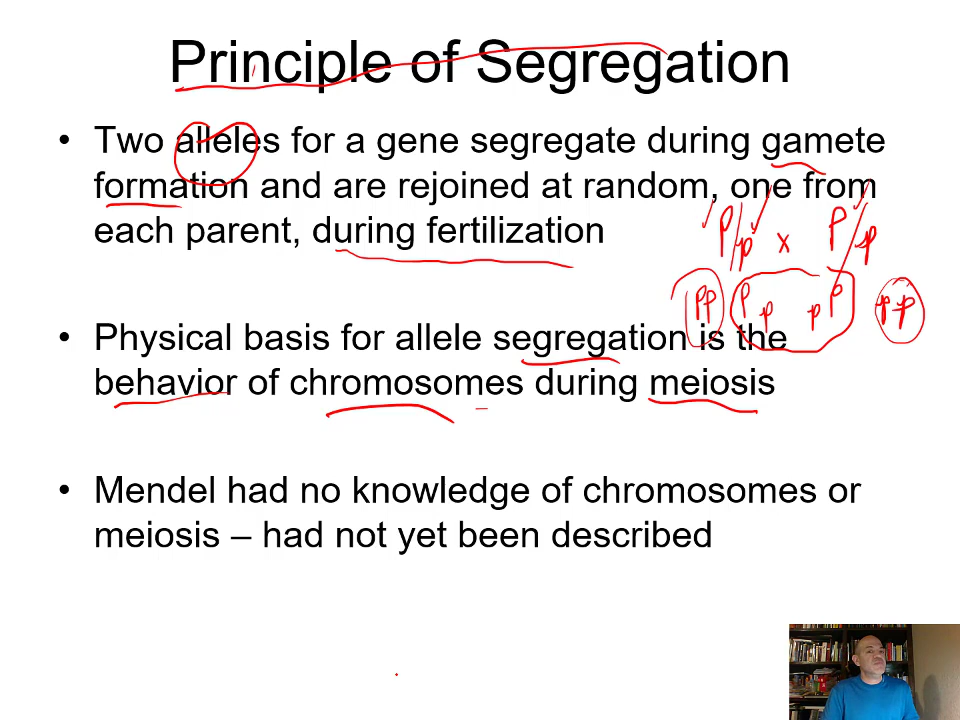 Principle of Segregation
• Two alleles for a gene segregate during gamete
formation and are rejoined at random, one from
each parent, during fertilization
P/p x P/p
PP Pp pP pp
• Physical basis for allele segregation is the
behavior of chromosomes during meiosis
• Mendel had no knowledge of chromosomes or
meiosis – had not yet been described